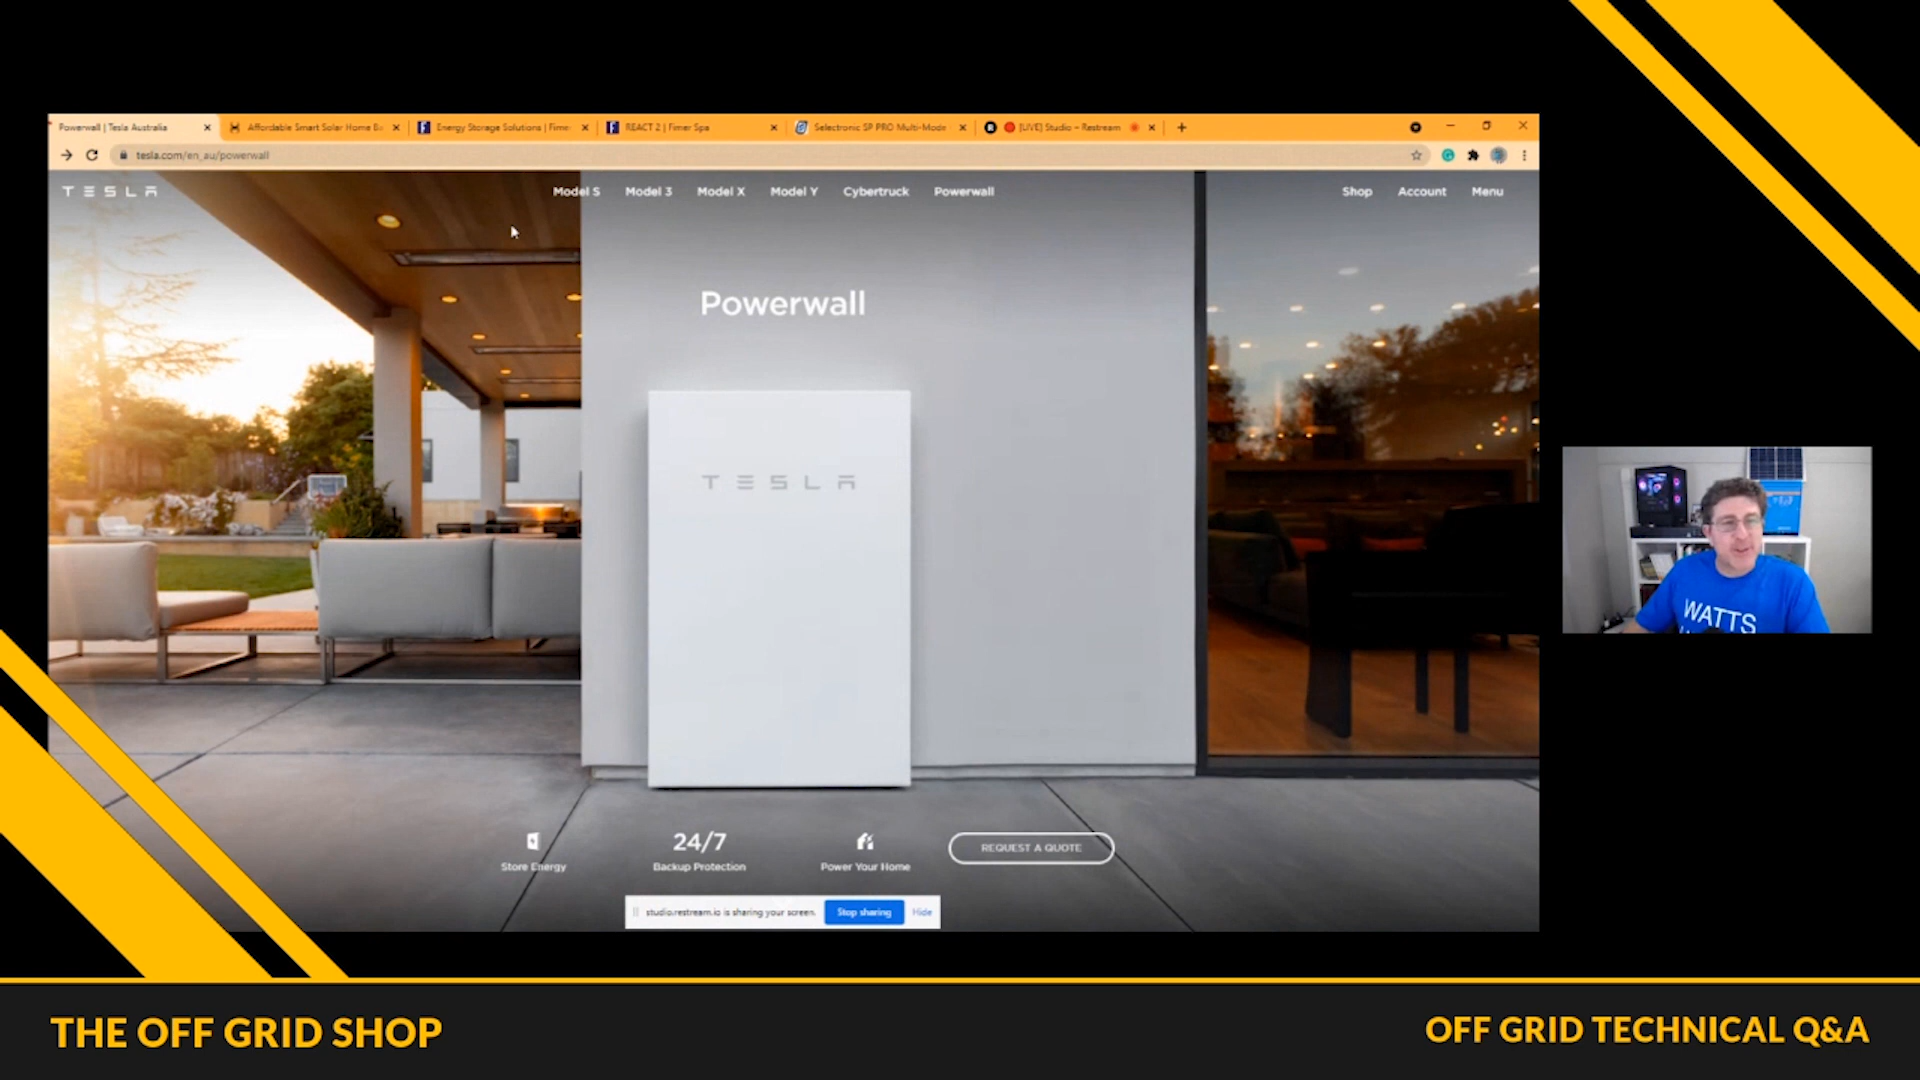 Powerwall | Tesla Australia
Affordable Smart Solar Home Ba
Energy Storage Solutions | Fimer
REACT 2 | Fimer Spa
Selectronic SP PRO Multi-Mode
[LIVE] Studio – Restream
tesla.com/en_au/powerwall
TESLA
Model S
Model 3
Model X
Model Y
Cybertruck
Powerwall
Shop
Account
Menu
Powerwall
TESLA
WATTS
Store Energy
24/7
Backup Protection
Power Your Home
REQUEST A QUOTE
studio.restream.io is sharing your screen.
Stop sharing
Hide
THE OFF GRID SHOP
OFF GRID TECHNICAL Q&A